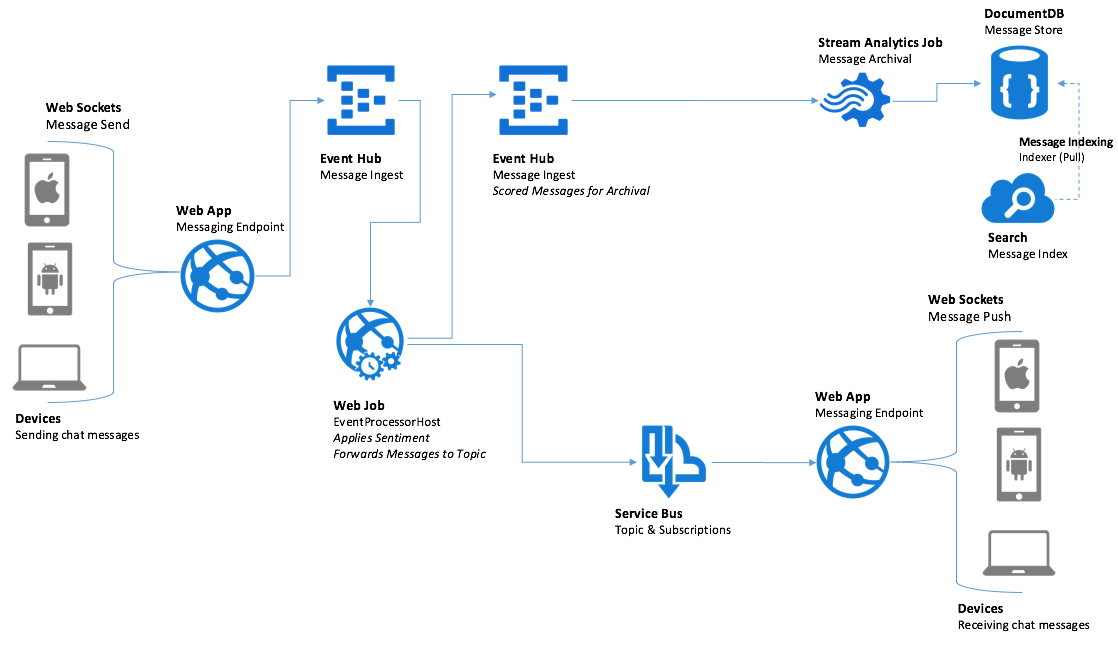 DocumentDB
Message Store
Stream Analytics Job
Message Archival
Web Sockets
Message Send
Event Hub
Message Ingest
Event Hub
Message Ingest
Scored Messages for Archival
Message Indexing
Indexer (Pull)
Web App
Messaging Endpoint
Search
Message Index
Web Sockets
Message Push
Devices
Sending chat messages
Web Job
EventProcessorHost
Applies Sentiment
Forwards Messages to Topic
Web App
Messaging Endpoint
Service Bus
Topic & Subscriptions
Devices
Receiving chat messages